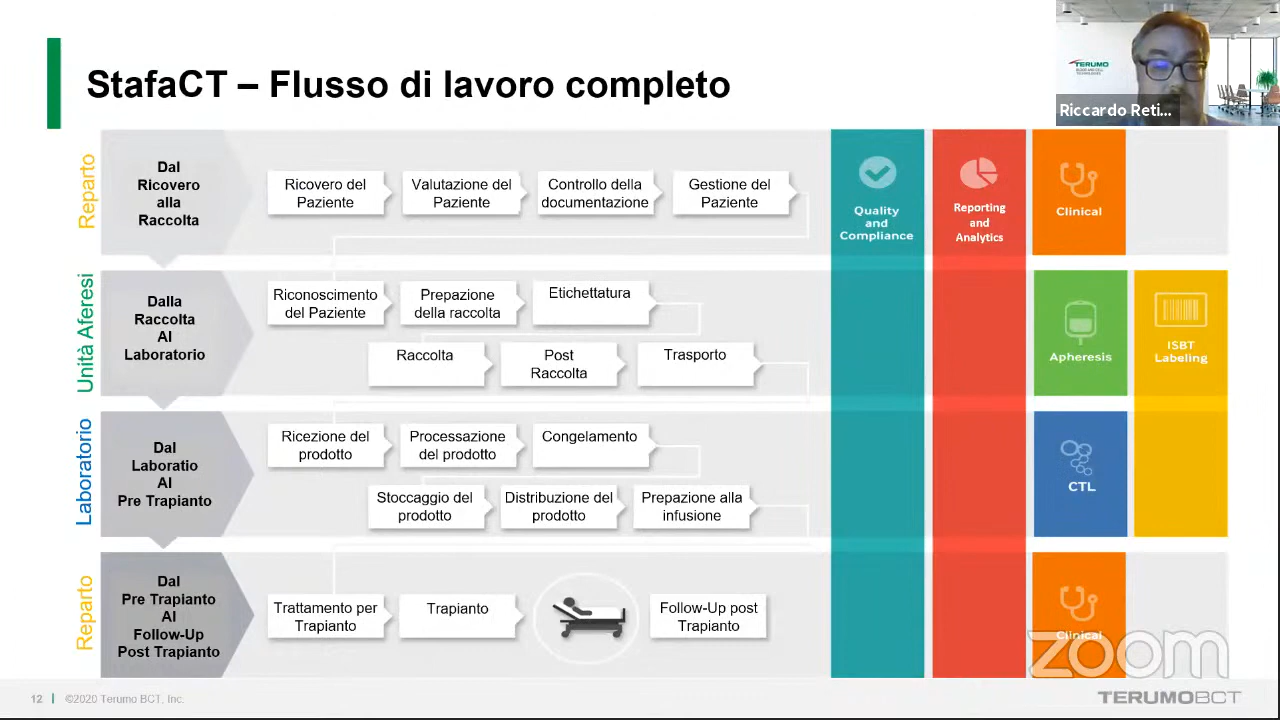 StafaCT – Flusso di lavoro completo
TERUMO
BLOOD AND CELL
TECHNOLOGIES
Riccardo Reti...
Reparto
Dal
Ricovero
alla
Raccolta
Ricovero del
Paziente
Valutazione del
Paziente
Controllo della
documentazione
Gestione del
Paziente
Quality
and
Compliance
Reporting
and
Analytics
Clinical
Unità Aferesi
Dalla
Raccolta
Al
Laboratorio
Riconoscimento
del Paziente
Prepazione
della raccolta
Etichettatura
Raccolta
Post
Raccolta
Trasporto
Apheresis
ISBT
Labeling
Laboratorio
Dal
Laboratio
Al
Pre Trapianto
Ricezione del
prodotto
Processazione
del prodotto
Congelamento
Stoccaggio del
prodotto
Distribuzione del
prodotto
Prepazione alla
infusione
CTL
Reparto
Dal
Pre Trapianto
Al
Follow-Up
Post Trapianto
Trattamento per
Trapianto
Trapianto
Follow-Up post
Trapianto
Clinical
zoom
12 | ©2020 Terumo BCT, Inc.
TERUMOBCT